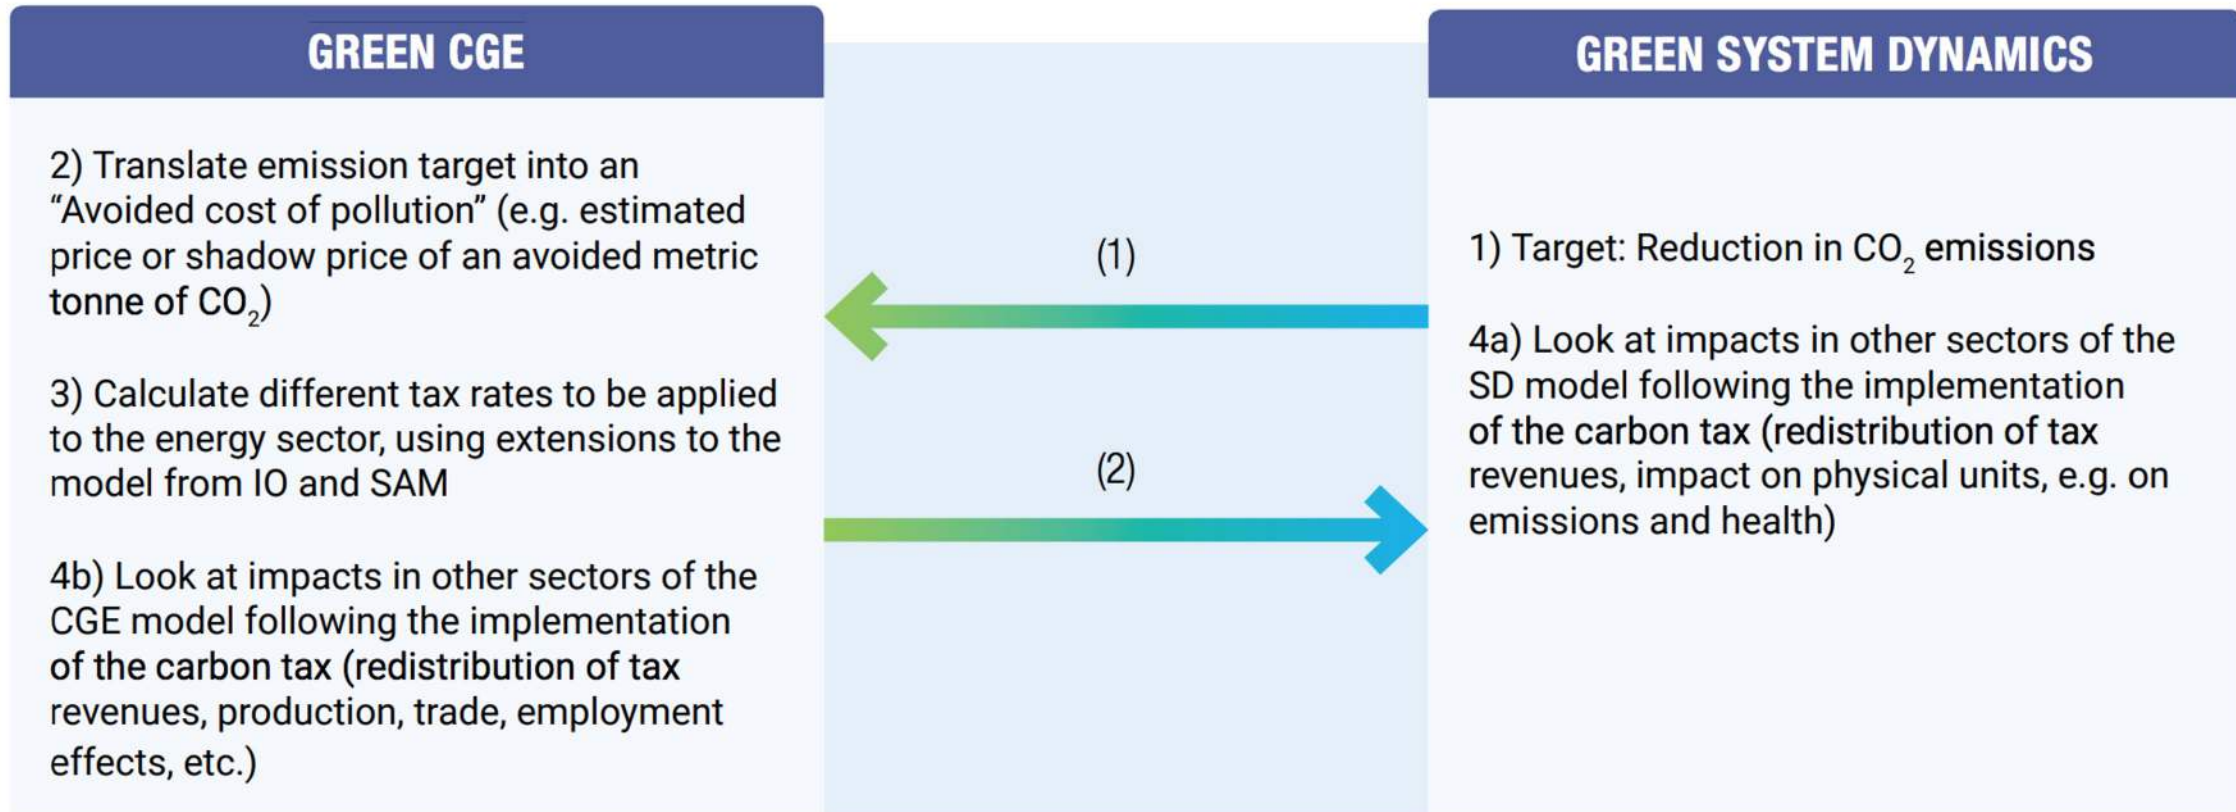 GREEN CGE
2) Translate emission target into an
“Avoided cost of pollution” (e.g. estimated
price or shadow price of an avoided metric
tonne of CO₂)
3) Calculate different tax rates to be applied
to the energy sector, using extensions to the
model from IO and SAM
4b) Look at impacts in other sectors of the
CGE model following the implementation
of the carbon tax (redistribution of tax
revenues, production, trade, employment
effects, etc.)
(1)
(2)
GREEN SYSTEM DYNAMICS
1) Target: Reduction in CO₂ emissions
4a) Look at impacts in other sectors of the
SD model following the implementation
of the carbon tax (redistribution of tax
revenues, impact on physical units, e.g. on
emissions and health)